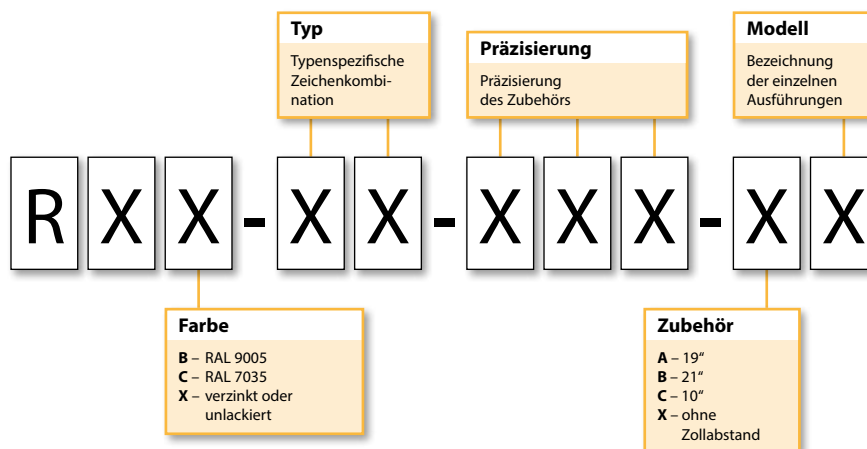 Typ
Typenspezifische
Zeichenkombi-
nation
Präzisierung
Präzisierung
des Zubehörs
Modell
Bezeichnung
der einzelnen
Ausführungen
R X X - X X - X X X - X X
Farbe
B – RAL 9005
C – RAL 7035
X – verzinkt oder
unlackiert
Zubehör
A – 19“
B – 21“
C – 10“
X – ohne
Zollabstand